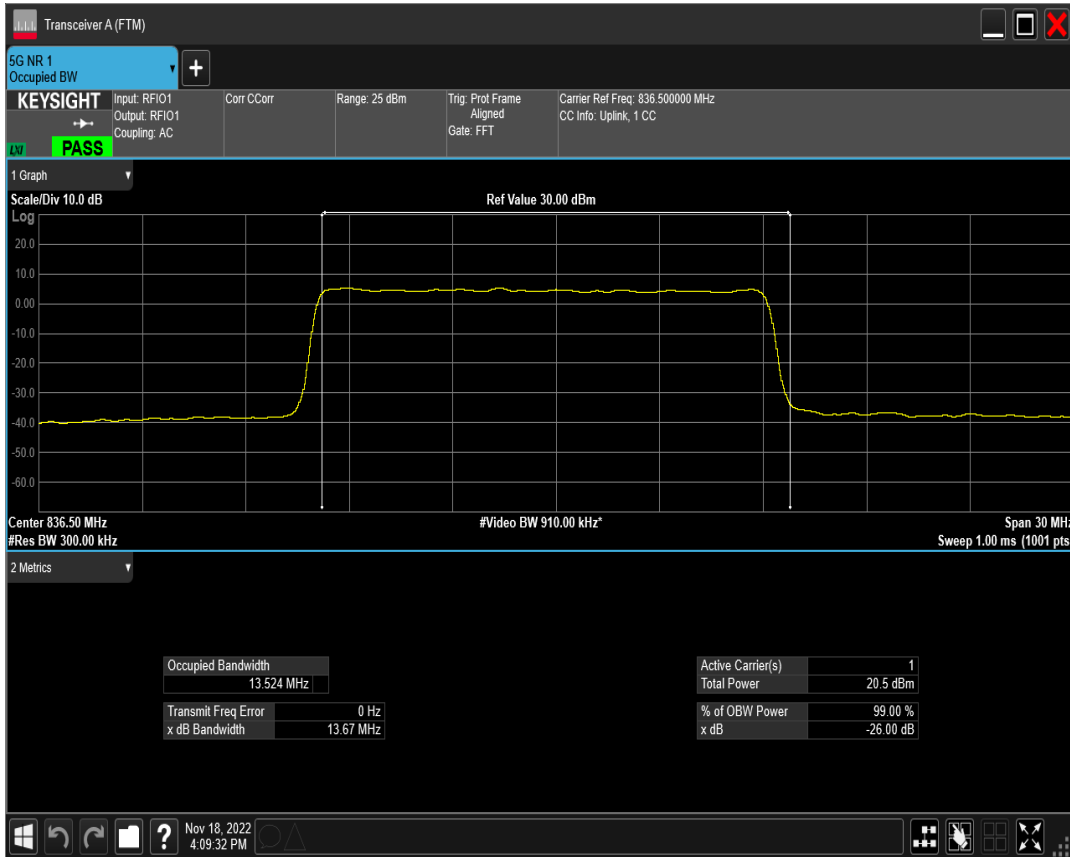 Transceiver A (FTM)
5G NR 1
Occupied BW
+
KEYSIGHT
Input: RFIO1
Output: RFIO1
Coupling: AC
Corr CCorr
Range: 25 dBm
Trig: Prot Frame
Aligned
Gate: FFT
Carrier Ref Freq: 836.500000 MHz
CC Info: Uplink, 1 CC
LXI
PASS
1 Graph
Scale/Div 10.0 dB
Ref Value 30.00 dBm
Log
20.0
10.0
0.00
-10.0
-20.0
-30.0
-40.0
-50.0
-60.0
Center 836.50 MHz
#Video BW 910.00 kHz*
Span 30 MHz
#Res BW 300.00 kHz
Sweep 1.00 ms (1001 pts
2 Metrics
Occupied Bandwidth
13.524 MHz
Transmit Freq Error 0 Hz
x dB Bandwidth 13.67 MHz
Active Carrier(s) 1
Total Power 20.5 dBm
% of OBW Power 99.00 %
x dB -26.00 dB
?
Nov 18, 2022
4:09:32 PM